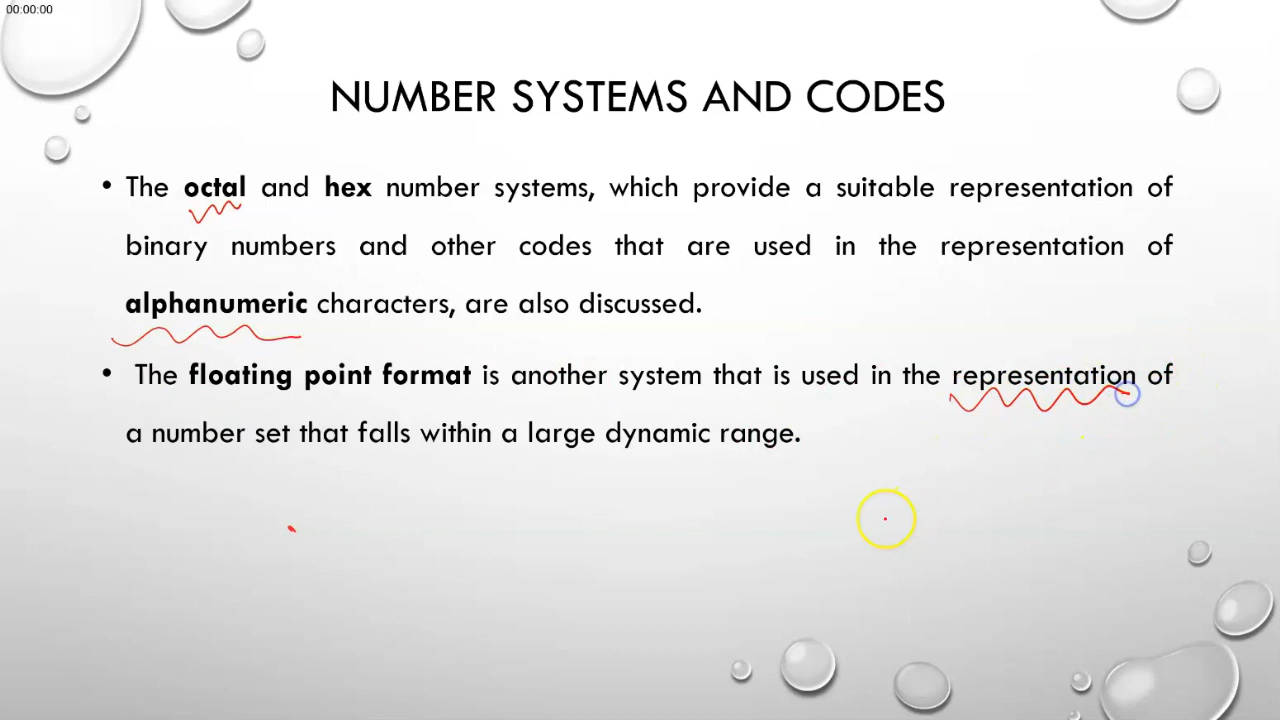 00:00:00
NUMBER SYSTEMS AND CODES
• The octal and hex number systems, which provide a suitable representation of
binary numbers and other codes that are used in the representation of
alphanumeric characters, are also discussed.
• The floating point format is another system that is used in the representation of
a number set that falls within a large dynamic range.